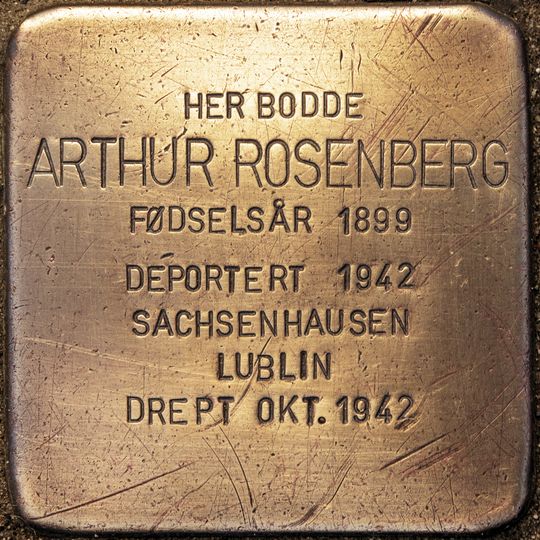 HER BODDE
ARTHUR ROSENBERG
FØDSELSÅR 1899
DEPORTERT 1942
SACHSENHAUSEN
LUBLIN
DREPT OKT. 1942